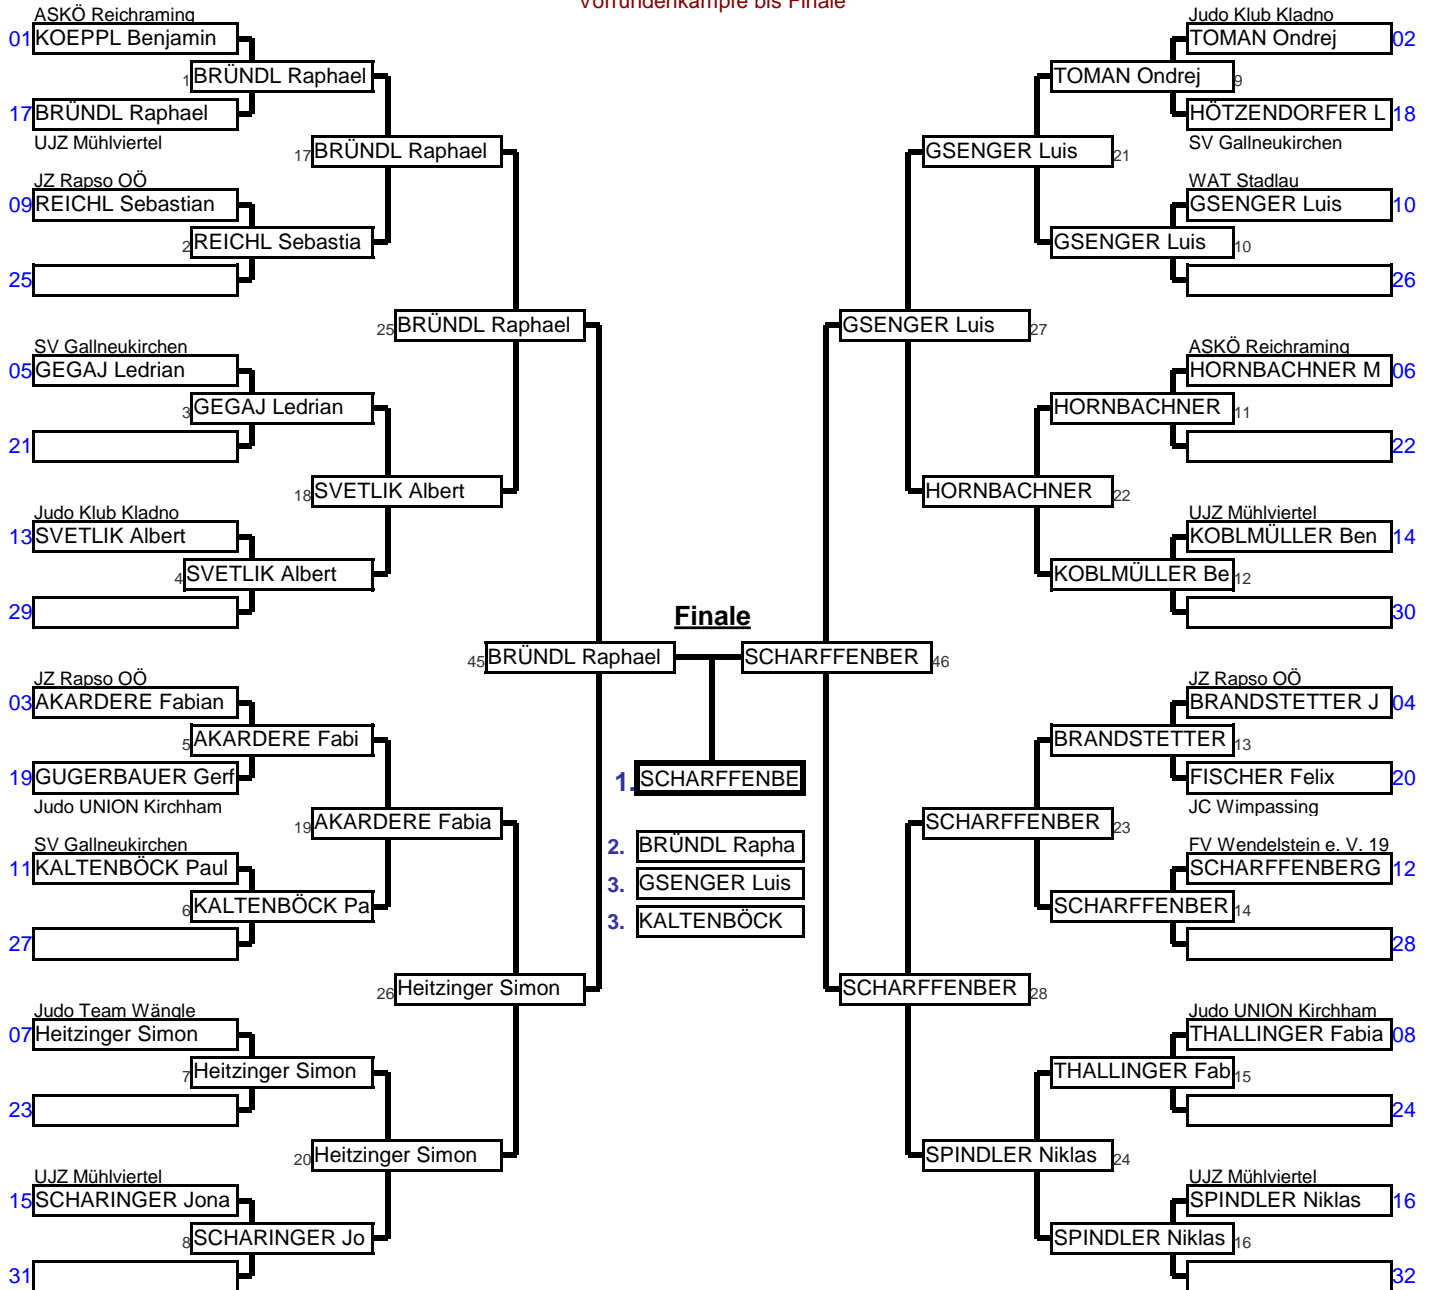 Vorrundenkämpfe bis Finale
ASKÖ Reichraming
01 KOEPPL Benjamin
1 BRÜNDL Raphael
17 BRÜNDL Raphael
UJZ Mühlviertel
17 BRÜNDL Raphael
JZ Rapso OÖ
09 REICHL Sebastian
2 REICHL Sebastia
25
25 BRÜNDL Raphael
SV Gallneukirchen
05 GEGAJ Ledrian
3 GEGAJ Ledrian
21
18 SVETLIK Albert
Judo Klub Kladno
13 SVETLIK Albert
4 SVETLIK Albert
29
45 BRÜNDL Raphael
JZ Rapso OÖ
03 AKARDERE Fabian
5 AKARDERE Fabi
19 GUGERBAUER Gerf
Judo UNION Kirchham
19 AKARDERE Fabia
SV Gallneukirchen
11 KALTENBÖCK Paul
6 KALTENBÖCK Pa
27
26 Heitzinger Simon
Judo Team Wängle
07 Heitzinger Simon
7 Heitzinger Simon
23
20 Heitzinger Simon
UJZ Mühlviertel
15 SCHARINGER Jona
8 SCHARINGER Jo
31
Finale
1. SCHARFFENBE
2. BRÜNDL Rapha
3. GSENGER Luis
3. KALTENBÖCK
Judo Klub Kladno
TOMAN Ondrej 02
TOMAN Ondrej 9
HÖTZENDORFER L 18
SV Gallneukirchen
GSENGER Luis 21
WAT Stadlau
GSENGER Luis 10
GSENGER Luis 10
26
GSENGER Luis 27
ASKÖ Reichraming
HORNBACHNER M 06
HORNBACHNER 11
22
HORNBACHNER 22
UJZ Mühlviertel
KOBLMÜLLER Ben 14
KOBLMÜLLER Be 12
30
SCHARFFENBER 46
JZ Rapso OÖ
BRANDSTETTER J 04
BRANDSTETTER 13
FISCHER Felix 20
JC Wimpassing
SCHARFFENBER 23
FV Wendelstein e. V. 19
SCHARFFENBERG 12
SCHARFFENBER 14
28
SCHARFFENBER 28
Judo UNION Kirchham
THALLINGER Fabia 08
THALLINGER Fab 15
24
SPINDLER Niklas 24
UJZ Mühlviertel
SPINDLER Niklas 16
SPINDLER Niklas 16
32